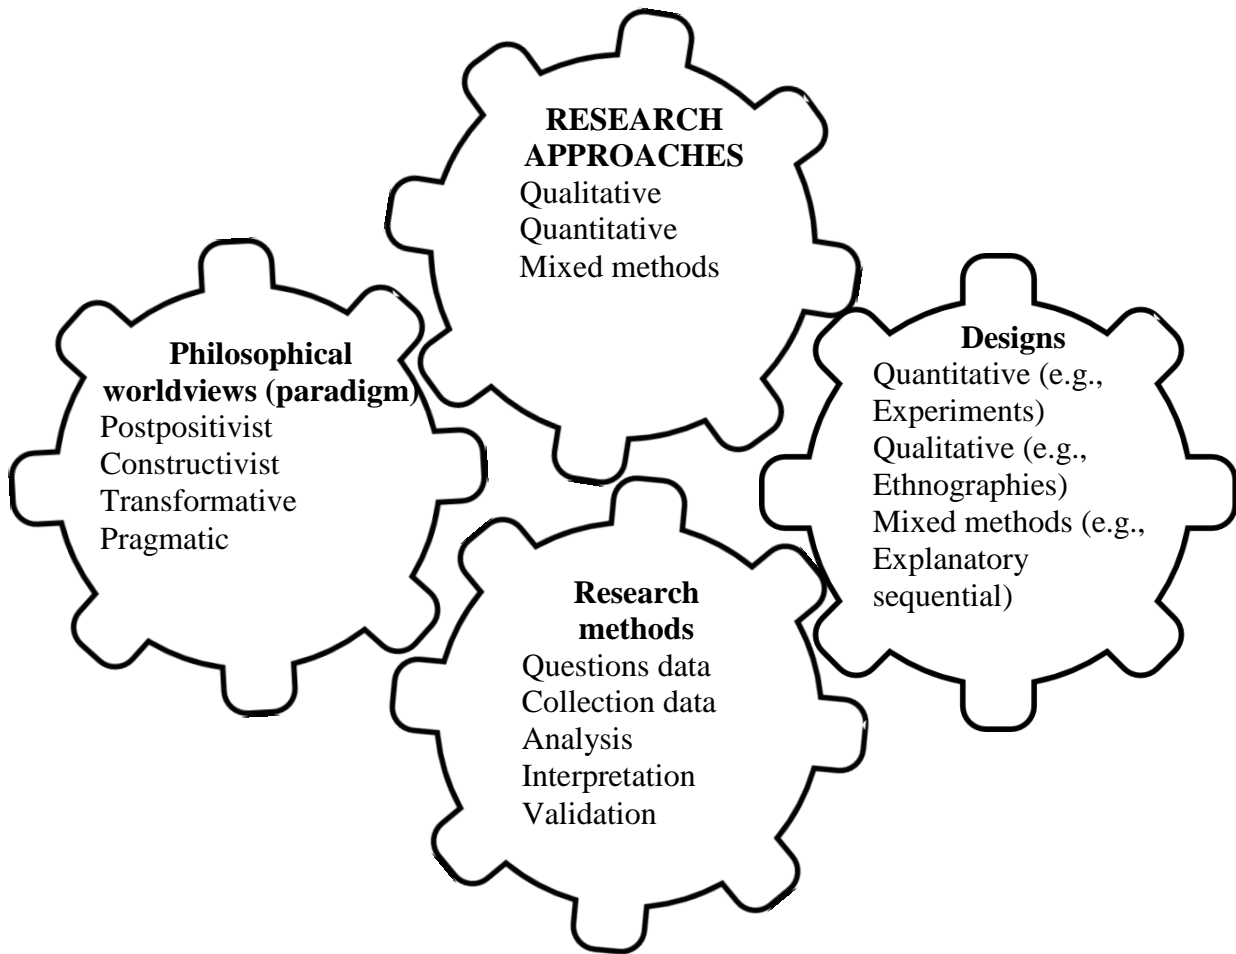 RESEARCH
APPROACHES
Qualitative
Quantitative
Mixed methods
Philosophical
worldviews (paradigm)
Postpositivist
Constructivist
Transformative
Pragmatic
Designs
Quantitative (e.g.,
Experiments)
Qualitative (e.g.,
Ethnographies)
Mixed methods (e.g.,
Explanatory
sequential)
Research
methods
Questions data
Collection data
Analysis
Interpretation
Validation